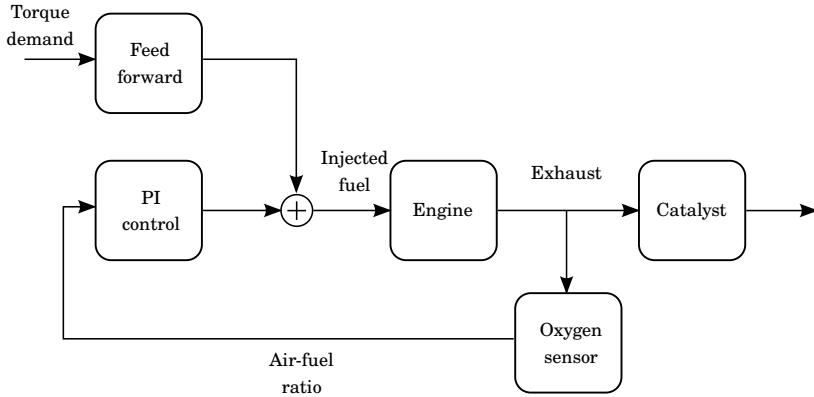 Torque
demand
Feed
forward
PI
control
+
Injected
fuel
Engine
Exhaust
Catalyst
Oxygen
sensor
Air-fuel
ratio